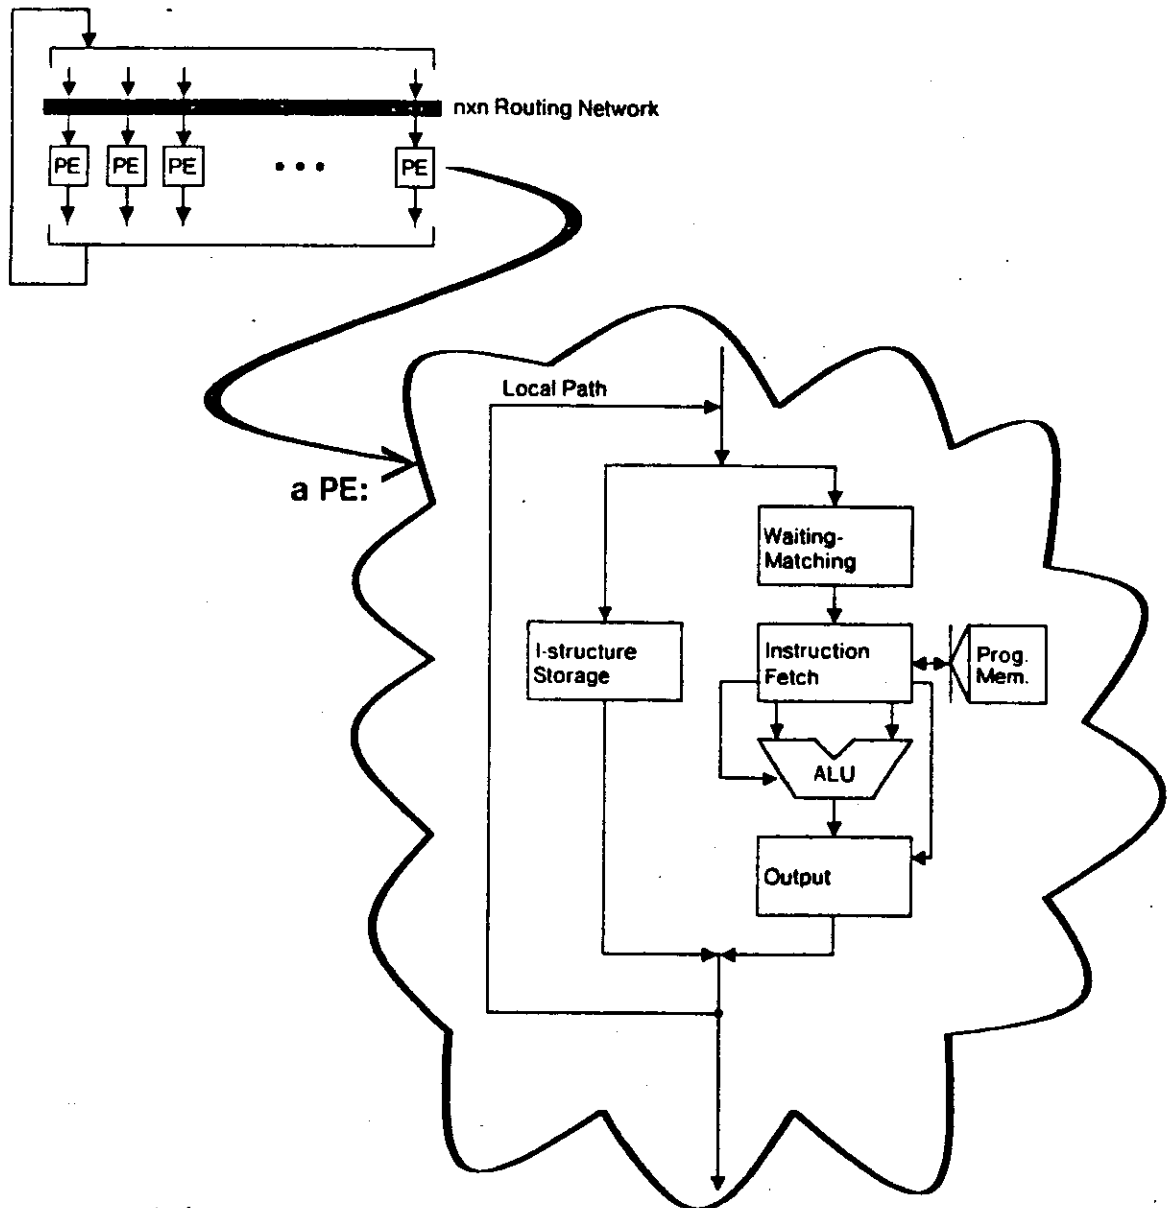 nxn Routing Network
PE PE PE • • • PE
Local Path
a PE:
Waiting-
Matching
I-structure
Storage
Instruction
Fetch
Prog.
Mem.
ALU
Output